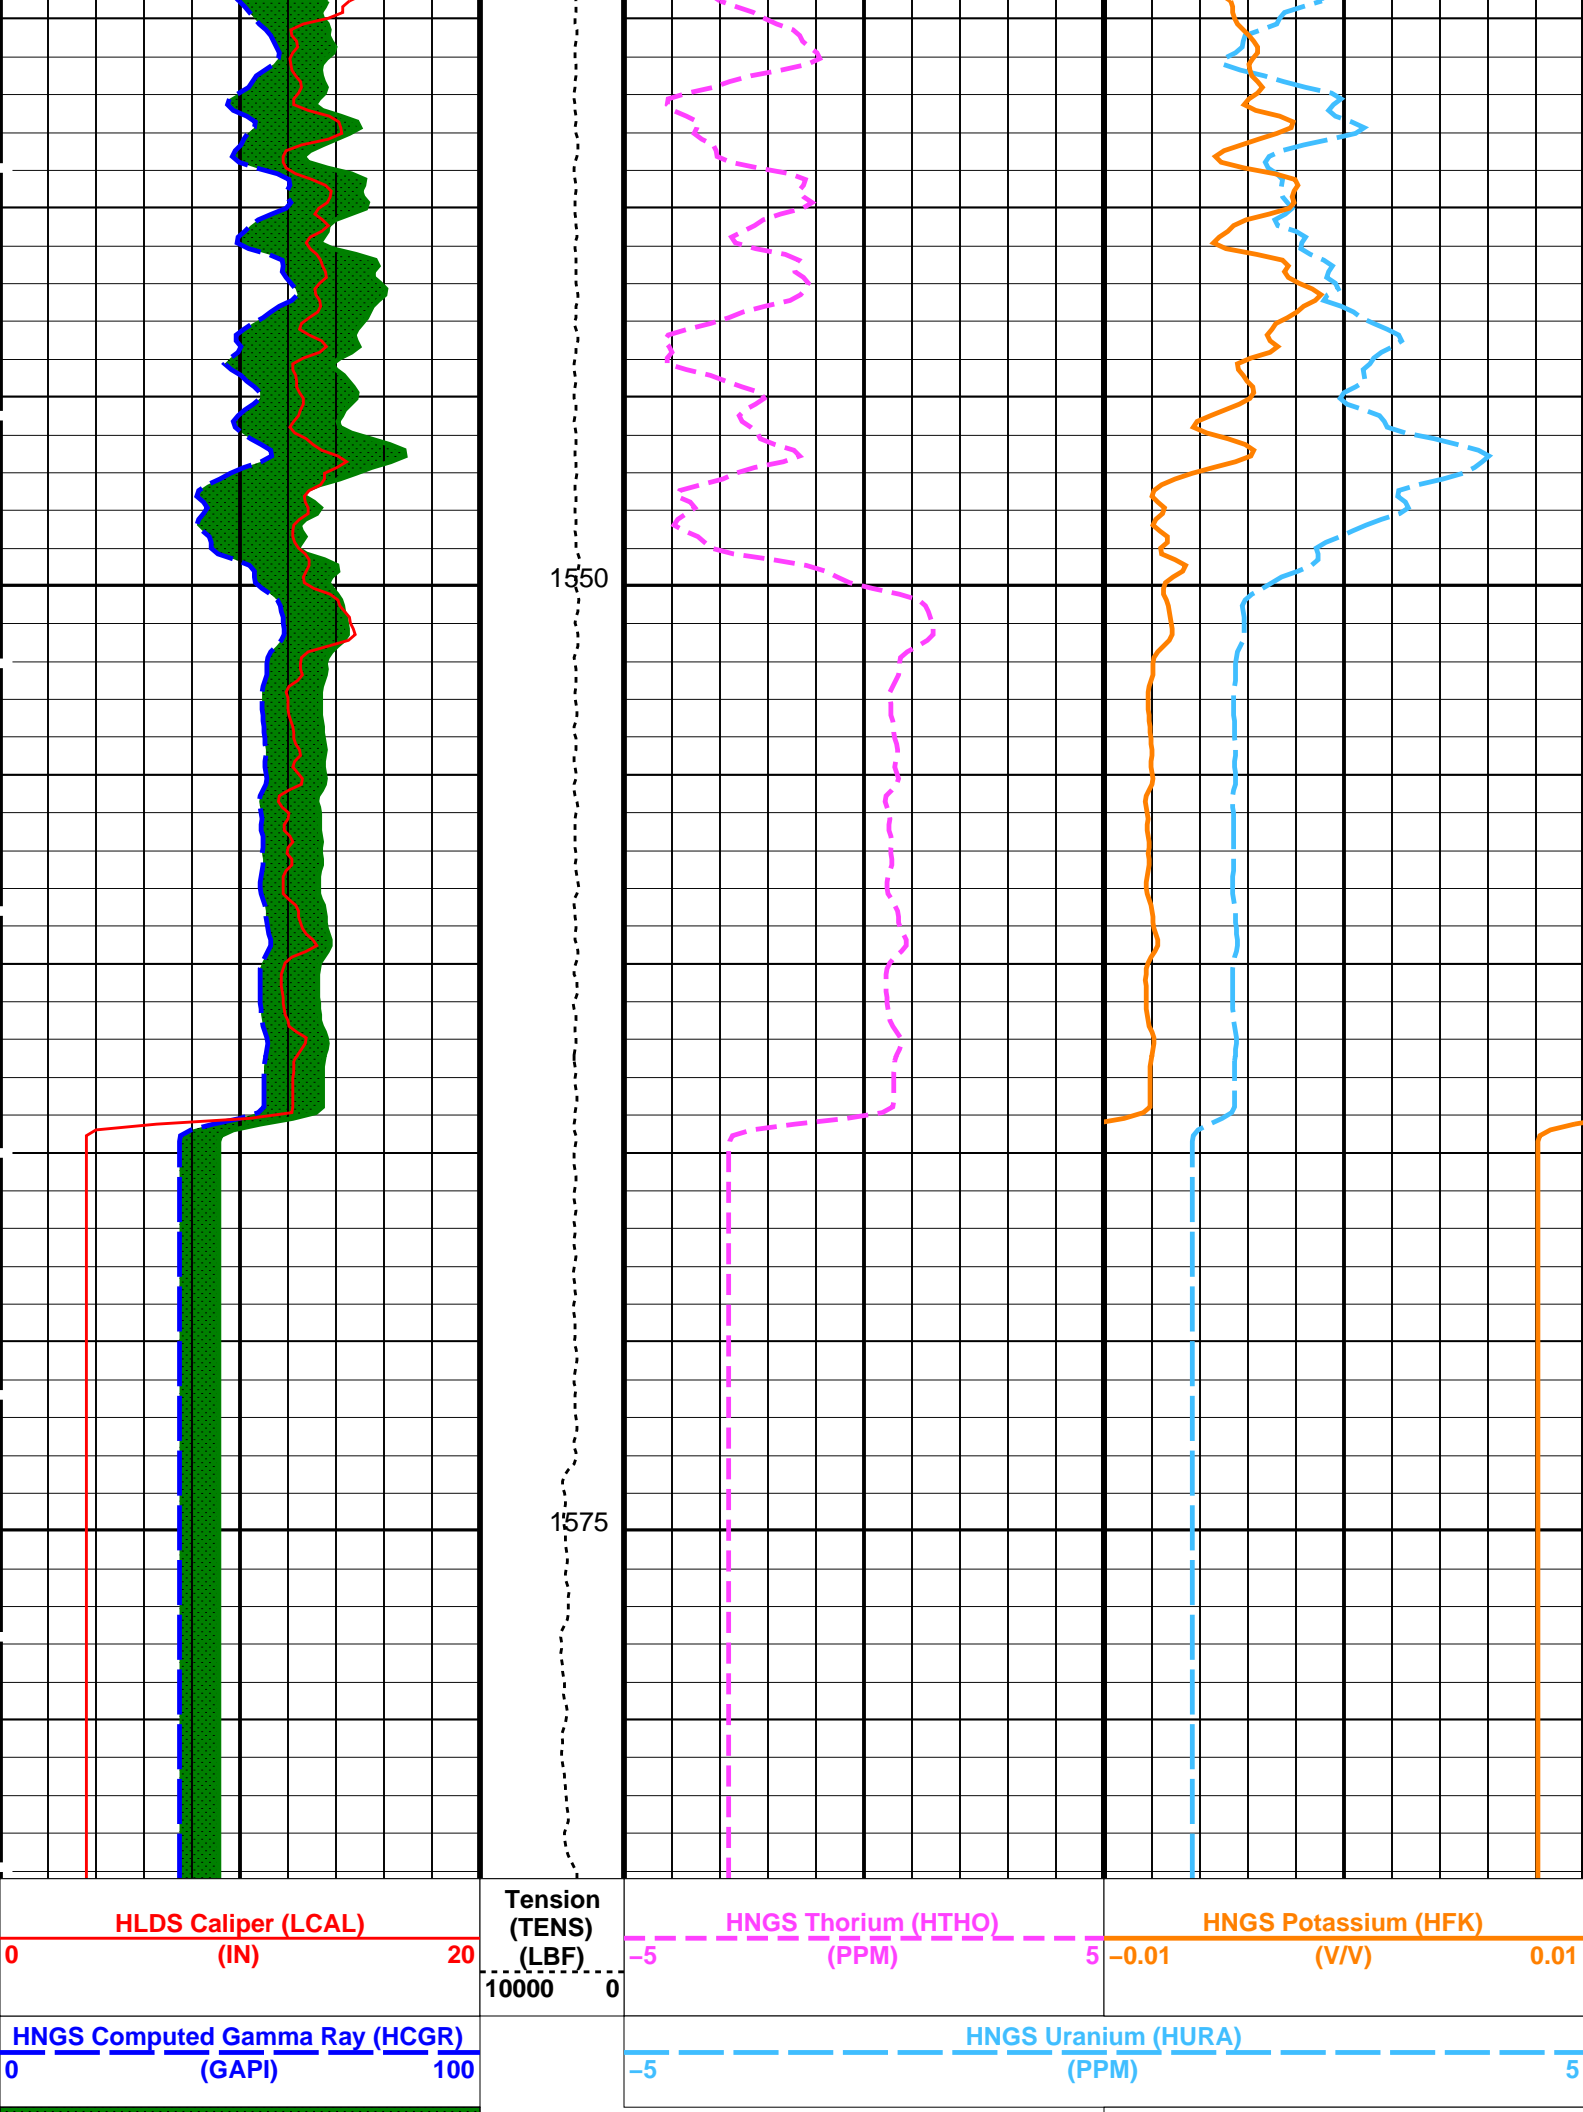 1550
1575
HLDS Caliper (LCAL)
0 (IN) 20
Tension
(TENS)
(LBF)
10000 0
HNGS Thorium (HTHO)
−5 (PPM) 5
HNGS Potassium (HFK)
−0.01 (V/V) 0.01
HNGS Computed Gamma Ray (HCGR)
0 (GAPI) 100
HNGS Uranium (HURA)
−5 (PPM) 5